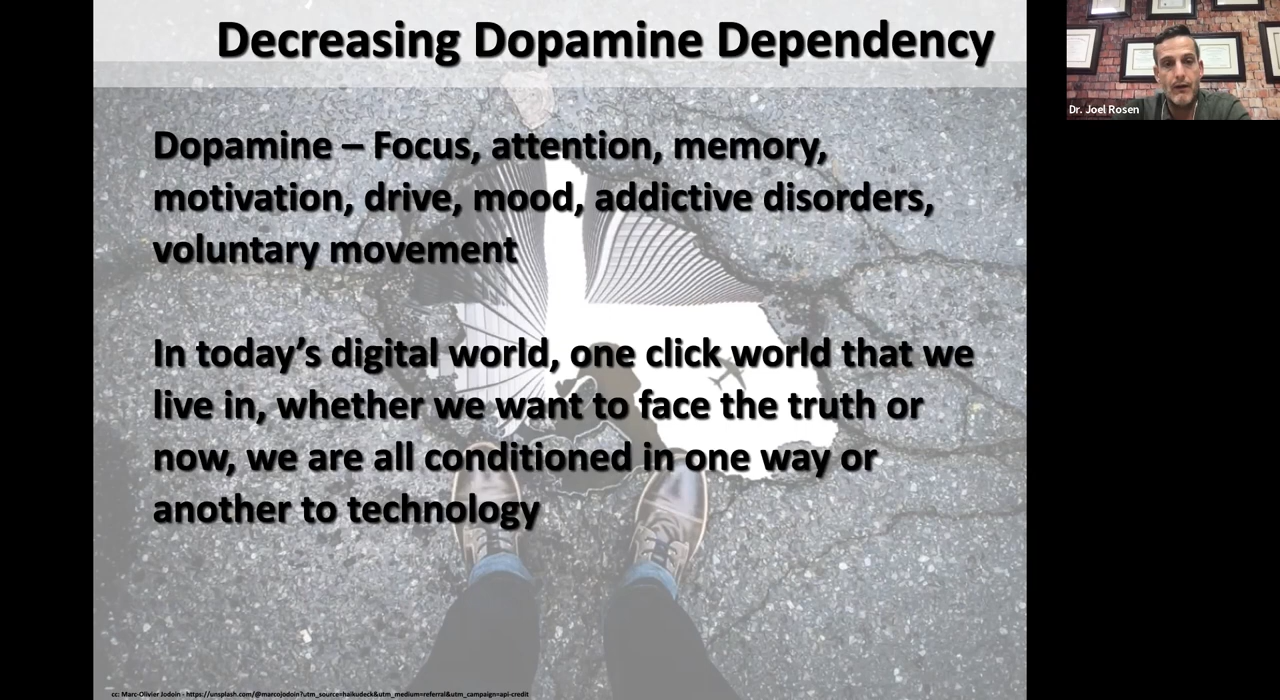 Decreasing Dopamine Dependency
Dopamine – Focus, attention, memory,
motivation, drive, mood, addictive disorders,
voluntary movement
In today’s digital world, one click world that we
live in, whether we want to face the truth or
now, we are all conditioned in one way or
another to technology
cc: Marc-Olivier Jodoin - https://unsplash.com/@marcojodoin?utm_source=haikudeck&utm_medium=referral&utm_campaign=api-credit
Dr. Joel Rosen